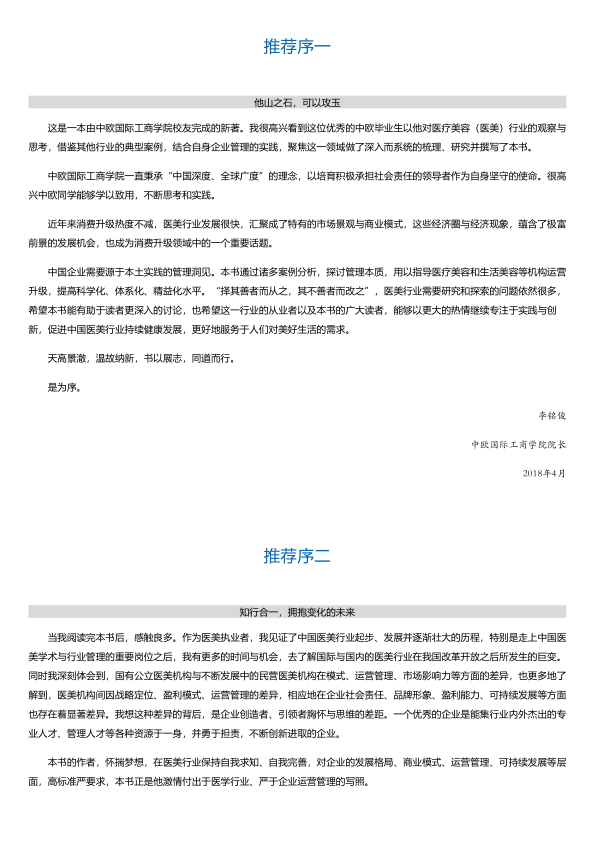 推荐序一
他山之石，可以攻玉
这是一本由中欧国际工商学院校友完成的新著。我很高兴看到这位优秀的中欧毕业生以他对医疗美容（医美）行业的观察与
思考，借鉴其他行业的典型案例，结合自身企业管理的实践，聚焦这一领域做了深入而系统的梳理、研究并撰写了本书。
中欧国际工商学院一直秉承“中国深度、全球广度”的理念，以培育积极承担社会责任的领导者作为自身坚守的使命。很高
兴中欧同学能够学以致用，不断思考和实践。
近年来消费升级热度不减，医美行业发展很快，汇聚成了特有的市场景观与商业模式，这些经济圈与经济现象，蕴含了极富
前景的发展机会，也成为消费升级领域中的一个重要话题。
中国企业需要源于本土实践的管理洞见。本书通过诸多案例分析，探讨管理本质，用以指导医疗美容和生活美容等机构运营
升级，提高科学化、体系化、精益化水平。“择其善者而从之，其不善者而改之”，医美行业需要研究和探索的问题依然很多，
希望本书能有助于读者更深入的讨论，也希望这一行业的从业者以及本书的广大读者，能够以更大的热情继续专注于实践与创
新，促进中国医美行业持续健康发展，更好地服务于人们对美好生活的需求。
天高景澈，温故纳新，书以展志，同道而行。
是为序。
李铭俊
中欧国际工商学院院长
2018年4月
推荐序二
知行合一，拥抱变化的未来
当我阅读完本书后，感触良多。作为医美执业者，我见证了中国医美行业起步、发展并逐渐壮大的历程，特别是走上中国医
美学术与行业管理的重要岗位之后，我有更多的时间与机会，去了解国际与国内的医美行业在我国改革开放之后所发生的巨变。
同时我深刻体会到，国有公立医美机构与不断发展中的民营医美机构在模式、运营管理、市场影响力等方面的差异，也更多地了
解到，医美机构间因战略定位、盈利模式、运营管理的差异，相应地在企业社会责任、品牌形象、盈利能力、可持续发展等方面
也存在着显著差异。我想这种差异的背后，是企业创造者、引领者胸怀与思维的差距。一个优秀的企业是能集行业内外杰出的专
业人才、管理人才等各种资源于一身，并勇于担责，不断创新进取的企业。
本书的作者，怀揣梦想，在医美行业保持自我求知、自我完善，对企业的发展格局、商业模式、运营管理、可持续发展等层
面，高标准严要求，本书正是他激情付出于医学行业、严于企业运营管理的写照。